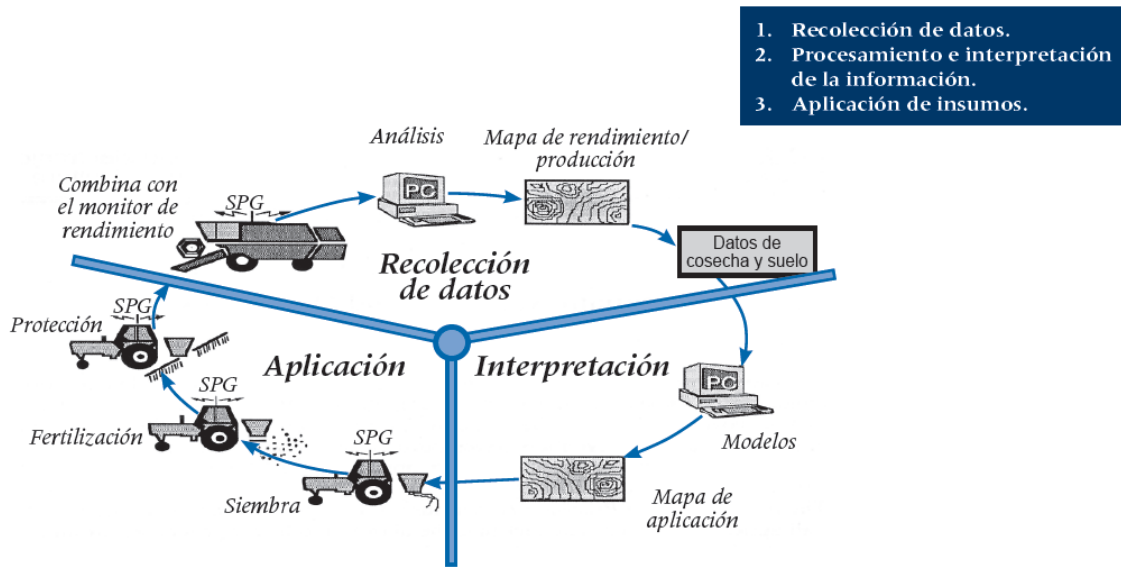 1. Recolección de datos.
2. Procesamiento e interpretación
de la información.
3. Aplicación de insumos.
Análisis
Mapa de rendimiento/
producción
Combina con
el monitor de
rendimiento
SPG
PC
Datos de
cosecha y suelo
Recolección
de datos
SPG
Protección
Aplicación
Interpretación
PC
SPG
Fertilización
Modelos
SPG
Siembra
Mapa de
aplicación